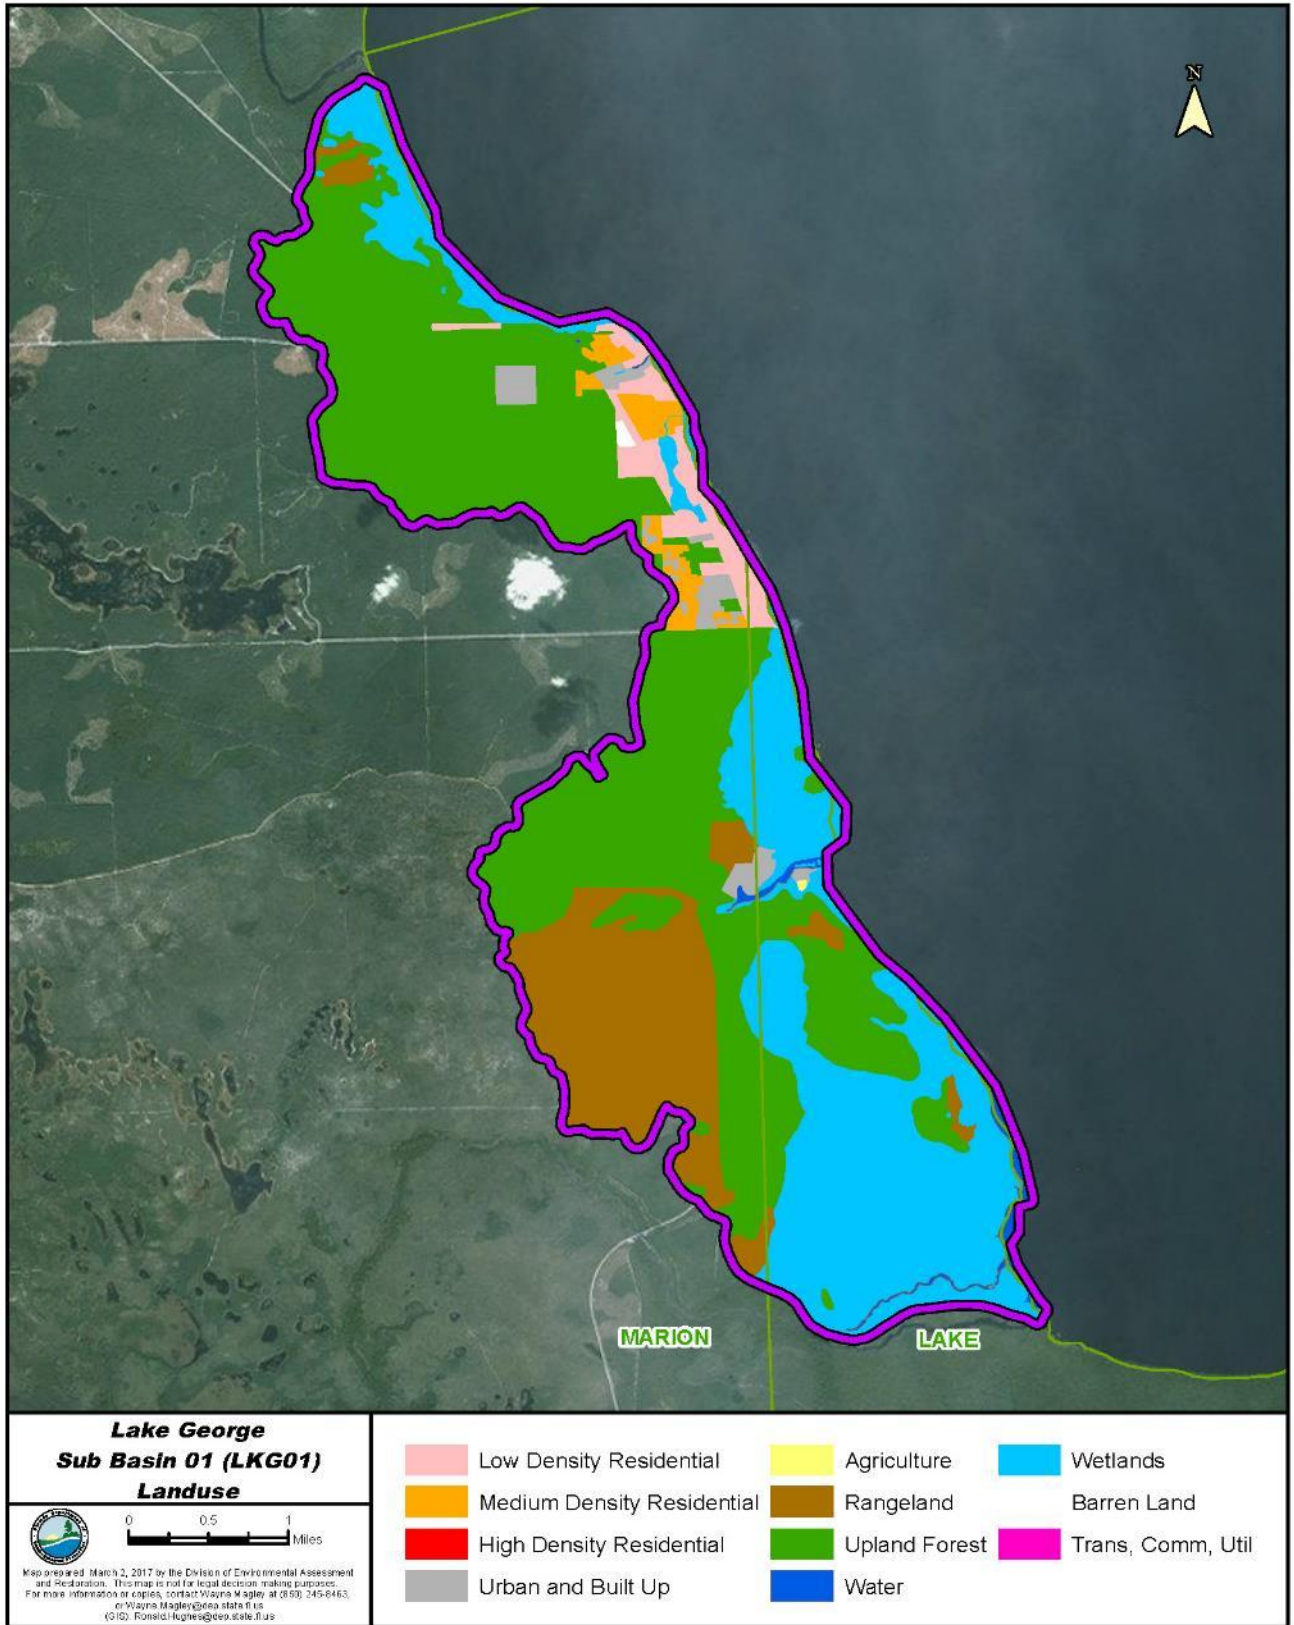 N
MARION
LAKE
Lake George
Sub Basin 01 (LKG01)
Landuse
0 0.5 1
Miles
Map prepared March 2, 2017 by the Division of Environmental Assessment
and Restoration. This map is not for legal decision making purposes.
For more information or copies, contact Wayne Magley at (850) 245-8463,
or Wayne.Magley@dep.state.fl.us
(GIS): Ronald.Hughes@dep.state.fl.us
Low Density Residential
Medium Density Residential
High Density Residential
Urban and Built Up
Agriculture
Rangeland
Upland Forest
Water
Wetlands
Barren Land
Trans, Comm, Util